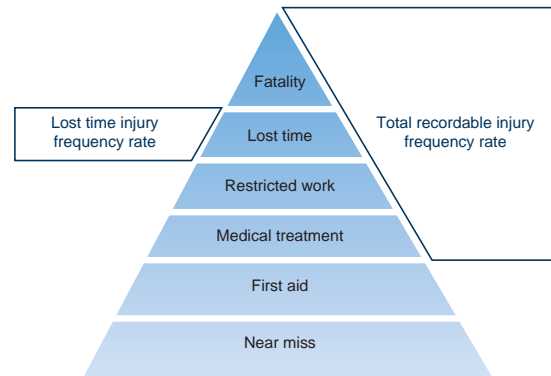 Fatality
Lost time injury
frequency rate
Lost time
Total recordable injury
frequency rate
Restricted work
Medical treatment
First aid
Near miss